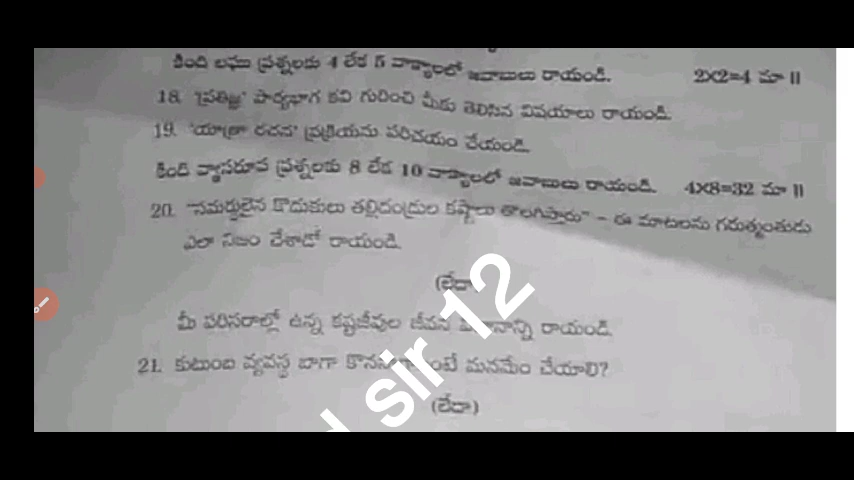 కింది లఘు ప్రశ్నలకు 4 లేక 5 వాక్యాలలో జవాబులు రాయండి. 2X2=4 మా ॥
18. 'ప్రతిజ్ఞ' పాఠ్యభాగ కవి గురించి మీకు తెలిసిన విషయాలు రాయండి.
19. 'యాత్రా రచన' ప్రక్రియను పరిచయం చేయండి.
కింది వ్యాసరూప ప్రశ్నలకు 8 లేక 10 వాక్యాలలో జవాబులు రాయండి. 4X8=32 మా ॥
20. "సమర్థులైన కొడుకులు తల్లిదండ్రుల కష్టాలు తొలగిస్తారు" – ఈ మాటలను గరుత్మంతుడు
ఎలా నిజం చేశాడో రాయండి.
(లేదా)
మీ పరిసరాల్లో ఉన్న కష్టజీవుల జీవన రాయండి.
21. కుటుంబ వ్యవస్థ బాగా మనమేం చేయాలి?
(లేదా)
d sir 12